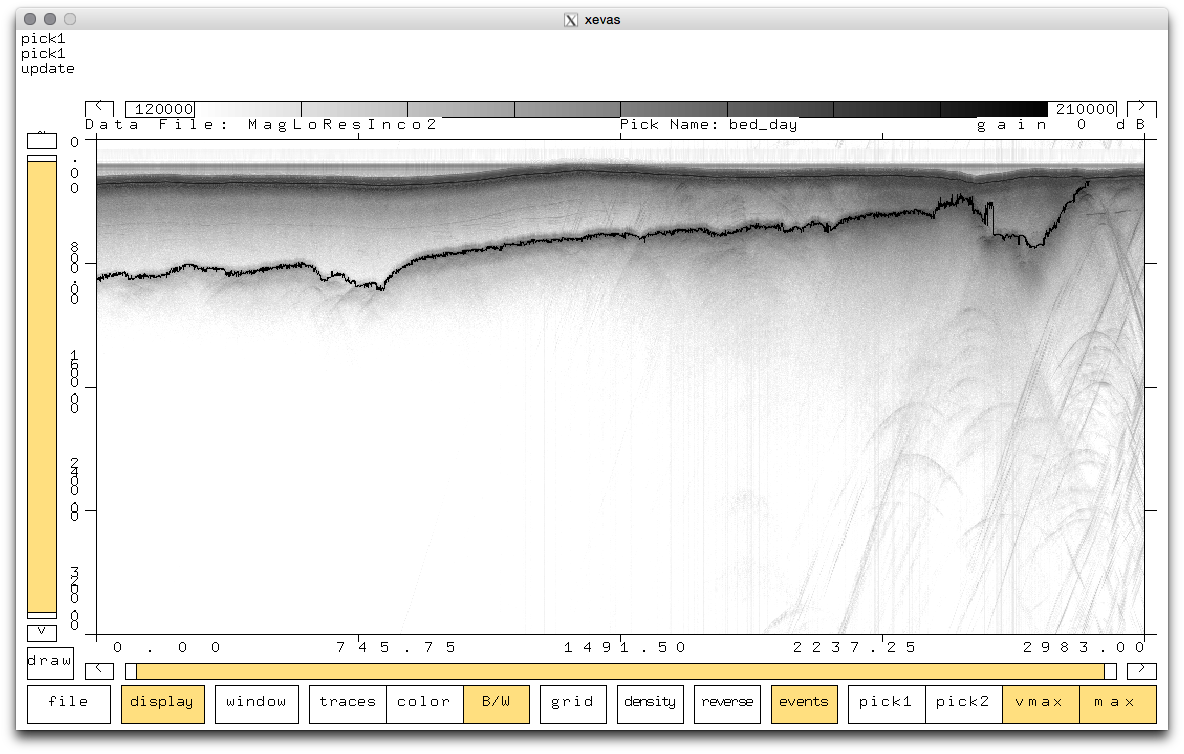 xevas
pick1
pick1
update
< 120000 210000 >
Data File: MagLoResInco2 Pick Name: bed_day gain 0 dB
0.00
800.00
1600.00
2400.00
3200.00
0.00 745.75 1491.50 2237.25 2983.00
draw < >
file display window traces color B/W grid density reverse events pick1 pick2 vmax max